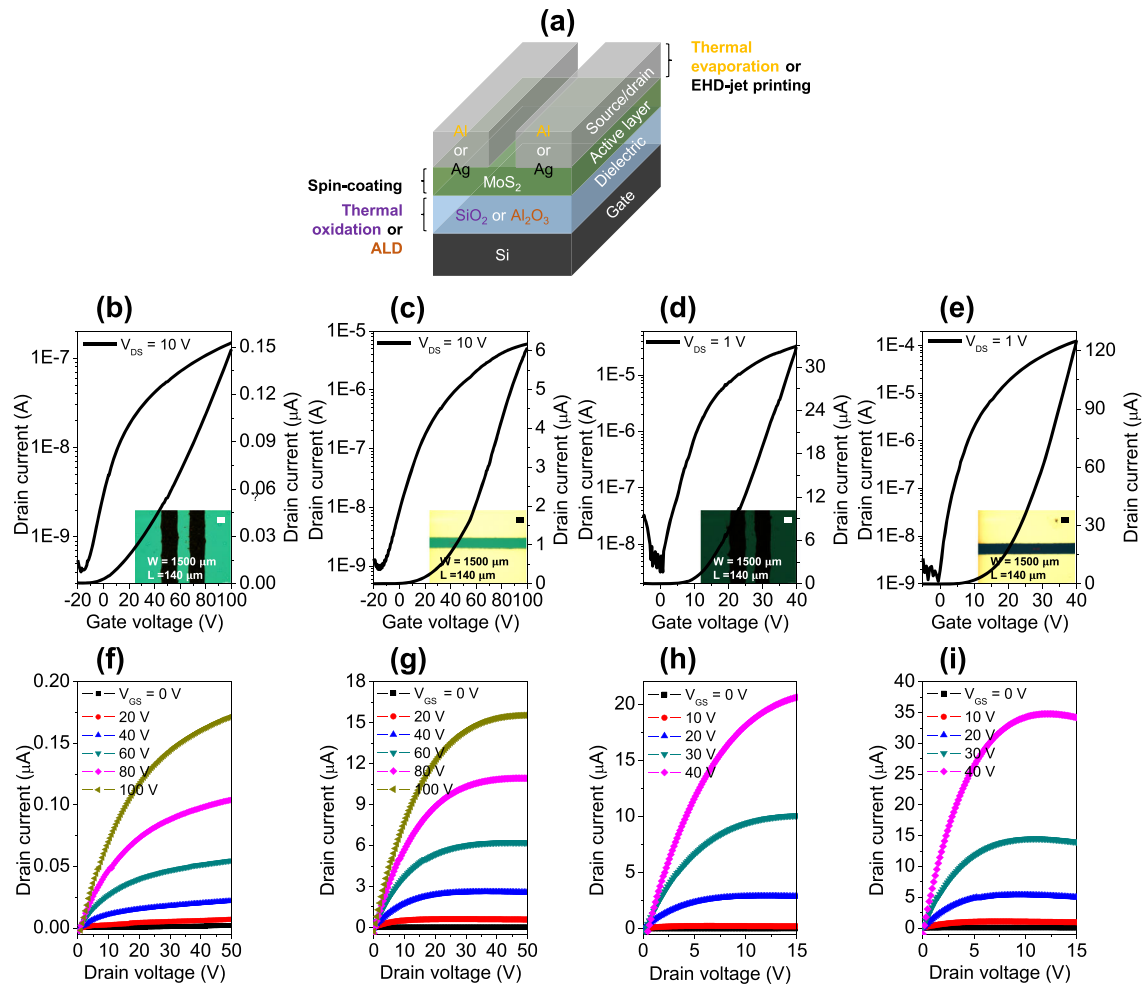 (a)
Thermal
evaporation or
EHD-jet printing
Source/drain
Active layer
Dielectric
Gate
Al
or
Ag
Al
or
Ag
MoS2
SiO2 or Al2O3
Si
Spin-coating
Thermal
oxidation or
ALD
(b)
VDS = 10 V
1E-7
1E-8
1E-9
0.15
0.12
0.09
0.06
0.03
0.00
Drain current (A)
Drain current (µA)
?
W = 1500 µm
L =140 µm
-20 0 20 40 60 80 100
Gate voltage (V)
(c)
VDS = 10 V
1E-5
1E-6
1E-7
1E-8
1E-9
6
5
4
3
2
1
0
Drain current (A)
Drain current (µA)
W = 1500 µm
L =140 µm
-20 0 20 40 60 80 100
Gate voltage (V)
(d)
VDS = 1 V
1E-5
1E-6
1E-7
1E-8
30
24
18
12
6
0
Drain current (A)
Drain current (µA)
W = 1500 µm
L =140 µm
0 10 20 30 40
Gate voltage (V)
(e)
VDS = 1 V
1E-4
1E-5
1E-6
1E-7
1E-8
1E-9
120
90
60
30
0
Drain current (A)
Drain current (µA)
W = 1500 µm
L =140 µm
0 10 20 30 40
Gate voltage (V)
(f)
VGS = 0 V
20 V
40 V
60 V
80 V
100 V
0.20
0.15
0.10
0.05
0.00
Drain current (µA)
0 10 20 30 40 50
Drain voltage (V)
(g)
VGS = 0 V
20 V
40 V
60 V
80 V
100 V
18
15
12
9
6
3
0
Drain current (µA)
0 10 20 30 40 50
Drain voltage (V)
(h)
VGS = 0 V
10 V
20 V
30 V
40 V
20
15
10
5
0
Drain current (µA)
0 5 10 15
Drain voltage (V)
(i)
VGS = 0 V
10 V
20 V
30 V
40 V
40
35
30
25
20
15
10
5
0
Drain current (µA)
0 5 10 15
Drain voltage (V)